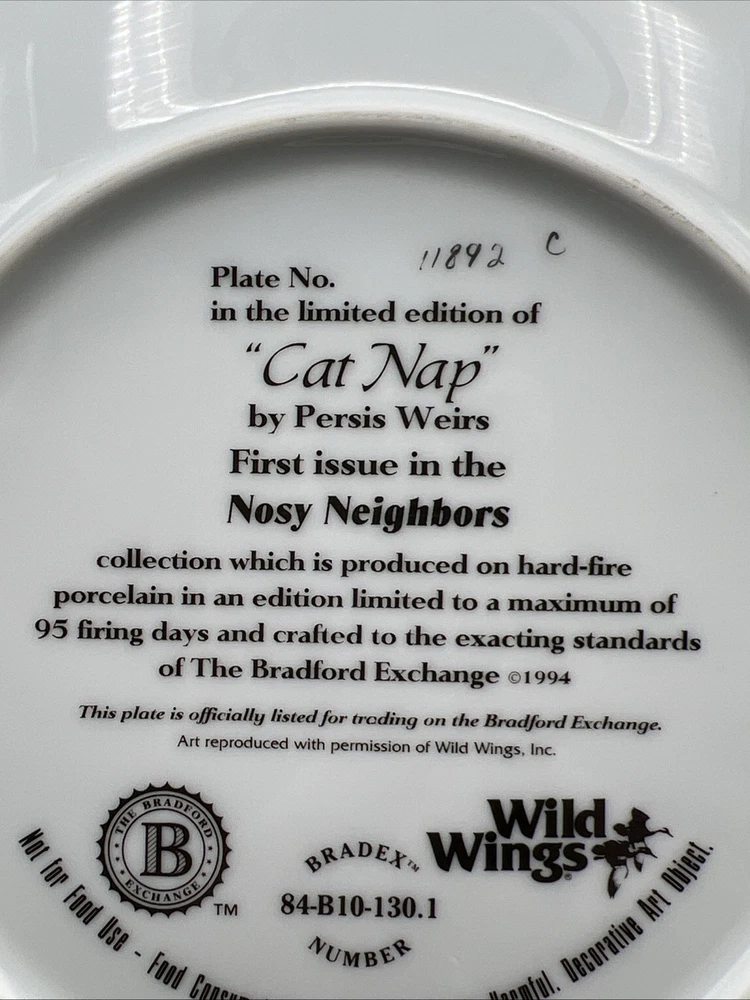 11892 C
Plate No.
in the limited edition of
“Cat Nap”
by Persis Weirs
First issue in the
Nosy Neighbors
collection which is produced on hard-fire
porcelain in an edition limited to a maximum of
95 firing days and crafted to the exacting standards
of The Bradford Exchange ©1994
This plate is officially listed for trading on the Bradford Exchange.
Art reproduced with permission of Wild Wings, Inc.
THE BRADFORD
B
EXCHANGE
TM
BRADEX™
84-B10-130.1
NUMBER
Wild
Wings®
Not for Food Use - Food
Harmful. Decorative Art Object.